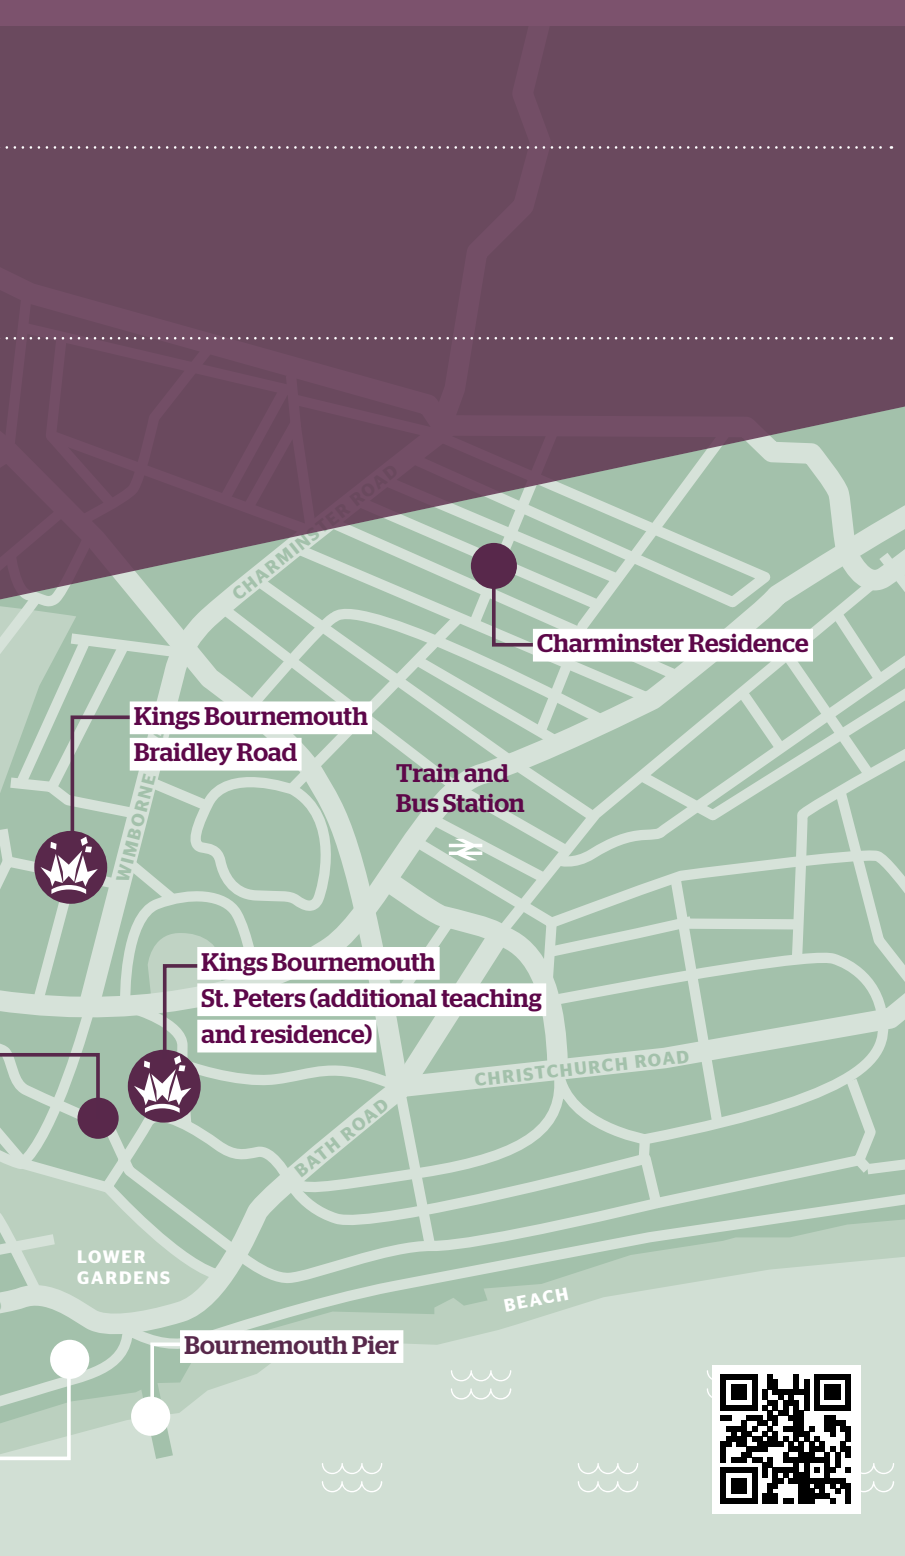 CHARMINSTER ROAD
Charminster Residence
Kings Bournemouth
Braidley Road
Train and
Bus Station
WIMBORNE
Kings Bournemouth
St. Peters (additional teaching
and residence)
CHRISTCHURCH ROAD
BATH ROAD
LOWER
GARDENS
BEACH
Bournemouth Pier